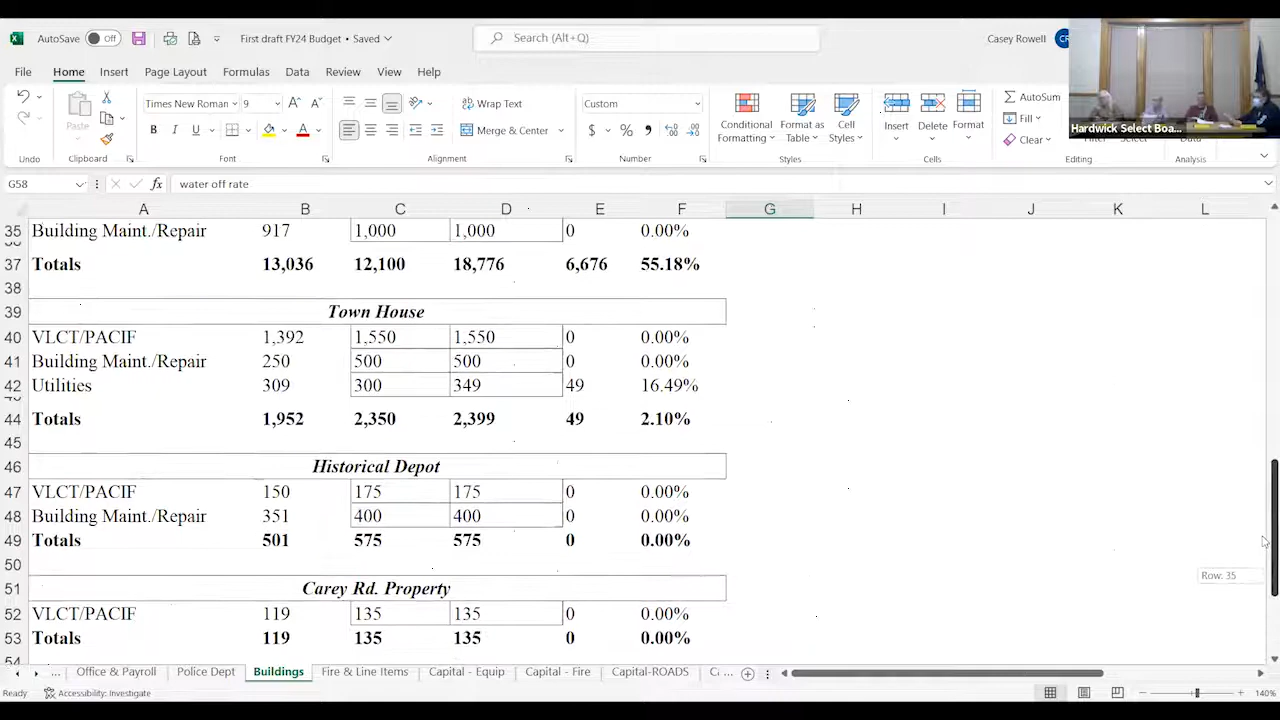 AutoSave Off First draft FY24 Budget • Saved Search (Alt+Q) Casey Rowell CR
File Home Insert Page Layout Formulas Data Review View Help
Times New Roman 9 Wrap Text Custom AutoSum
Paste B I U A Merge & Center $ % Conditional Formatting Format as Table Cell Styles Insert Delete Format Fill Clear
Hardwick Select Boa...
Undo Clipboard Font Alignment Number Styles Cells Editing Analysis
G58 fx water off rate
A B C D E F G H I J K L
35 Building Maint./Repair 917 1,000 1,000 0 0.00%
37 Totals 13,036 12,100 18,776 6,676 55.18%
38
39 Town House
40 VLCT/PACIF 1,392 1,550 1,550 0 0.00%
41 Building Maint./Repair 250 500 500 0 0.00%
42 Utilities 309 300 349 49 16.49%
44 Totals 1,952 2,350 2,399 49 2.10%
45
46 Historical Depot
47 VLCT/PACIF 150 175 175 0 0.00%
48 Building Maint./Repair 351 400 400 0 0.00%
49 Totals 501 575 575 0 0.00%
50
51 Carey Rd. Property
Row: 35
52 VLCT/PACIF 119 135 135 0 0.00%
53 Totals 119 135 135 0 0.00%
54
... Office & Payroll Police Dept Buildings Fire & Line Items Capital - Equip Capital - Fire Capital-ROADS
Ready Accessibility: Investigate 140%